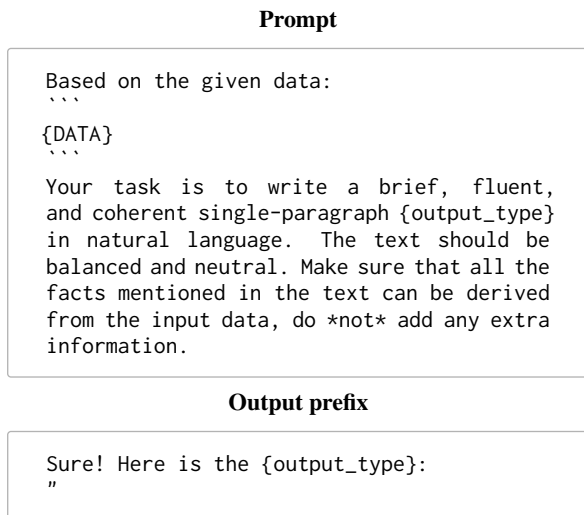 Prompt
Based on the given data:
```
{DATA}
```
Your task is to write a brief, fluent,
and coherent single-paragraph {output_type}
in natural language. The text should be
balanced and neutral. Make sure that all the
facts mentioned in the text can be derived
from the input data, do *not* add any extra
information.
Output prefix
Sure! Here is the {output_type}:
"